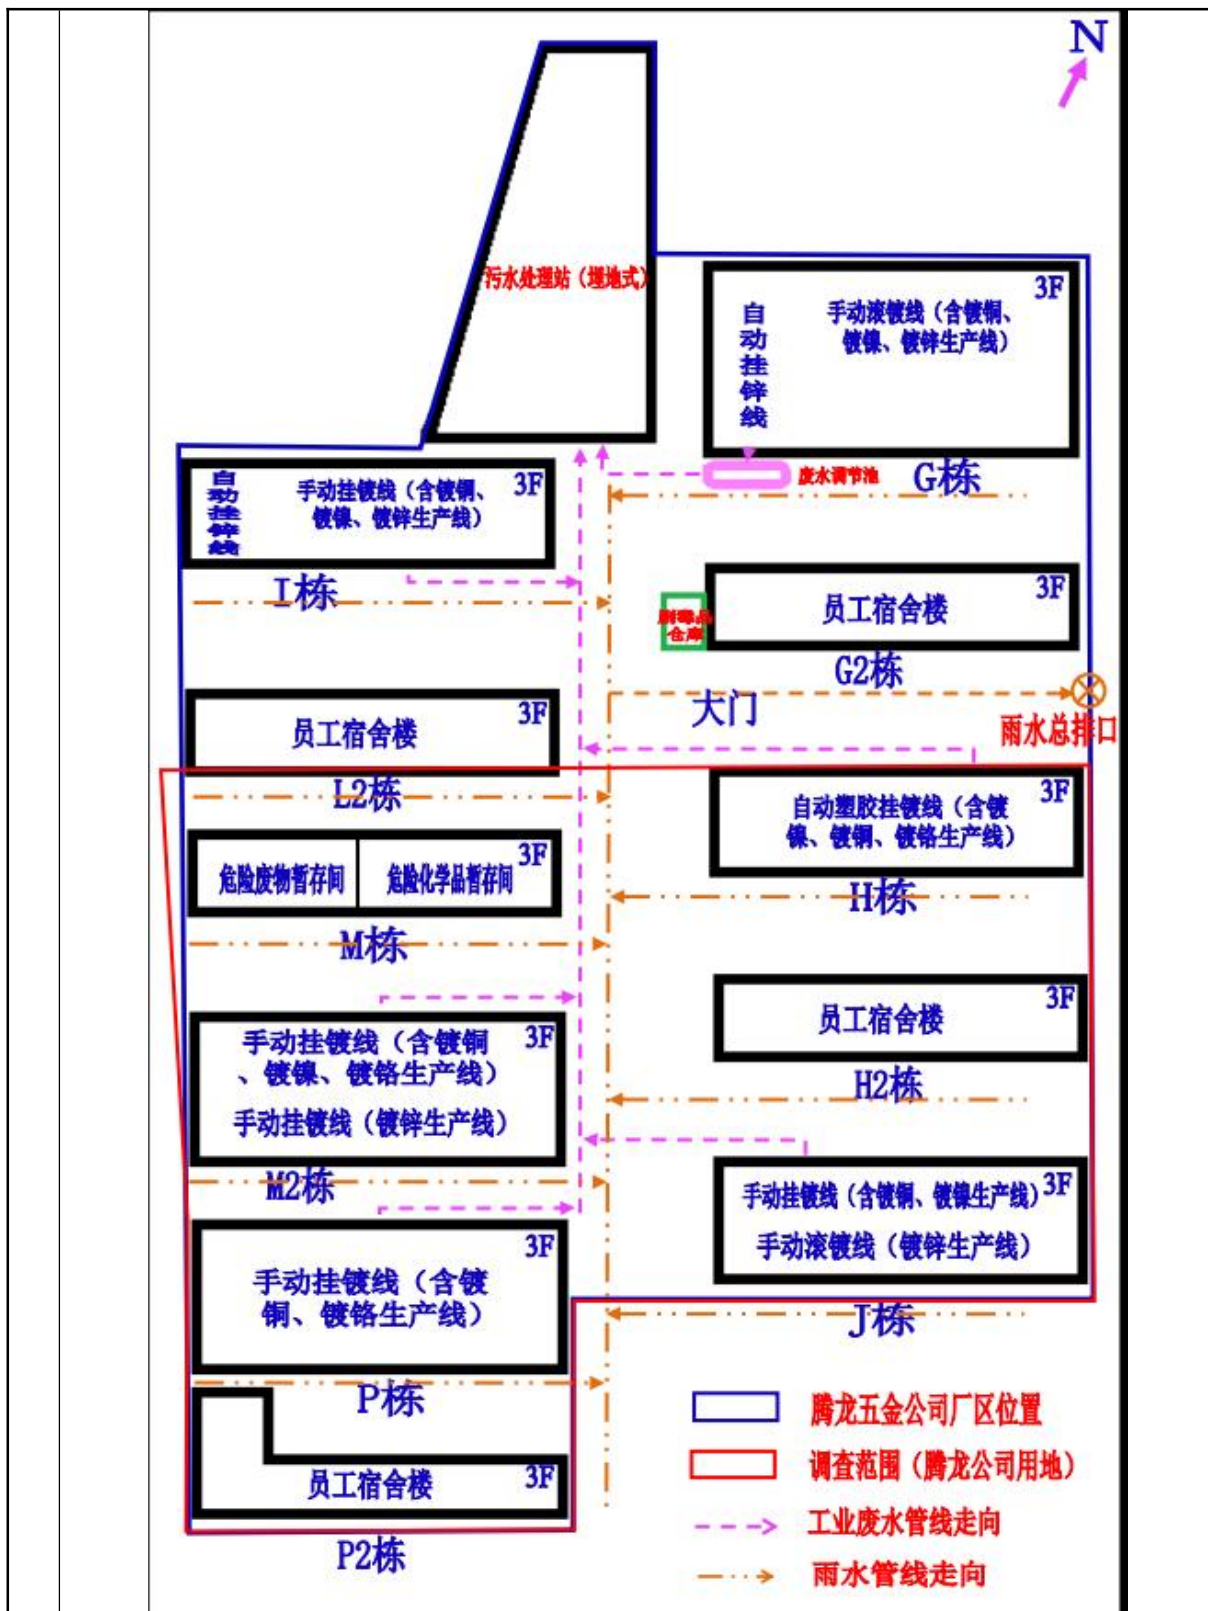 N
污水处理站（埋地式）
3F
自动挂锌线
手动滚镀线（含镀铜、
镀镍、镀锌生产线）
废水调节池
G栋
自动挂锌线
手动挂镀线（含镀铜、
镀镍、镀锌生产线）
3F
I栋
剧毒品
仓库
3F
员工宿舍楼
G2栋
大门
雨水总排口
3F
员工宿舍楼
L2栋
自动塑胶挂镀线（含镀
镍、镀铜、镀铬生产线）
3F
H栋
危险废物暂存间
危险化学品暂存间
3F
M栋
3F
员工宿舍楼
H2栋
手动挂镀线（含镀铜
、镀镍、镀铬生产线）
手动挂镀线（镀锌生产线）
3F
M2栋
手动挂镀线（含镀铜、镀镍生产线）
3F
手动滚镀线（镀锌生产线）
J栋
3F
手动挂镀线（含镀
铜、镀铬生产线）
P栋
员工宿舍楼
3F
P2栋
腾龙五金公司厂区位置
调查范围（腾龙公司用地）
工业废水管线走向
雨水管线走向